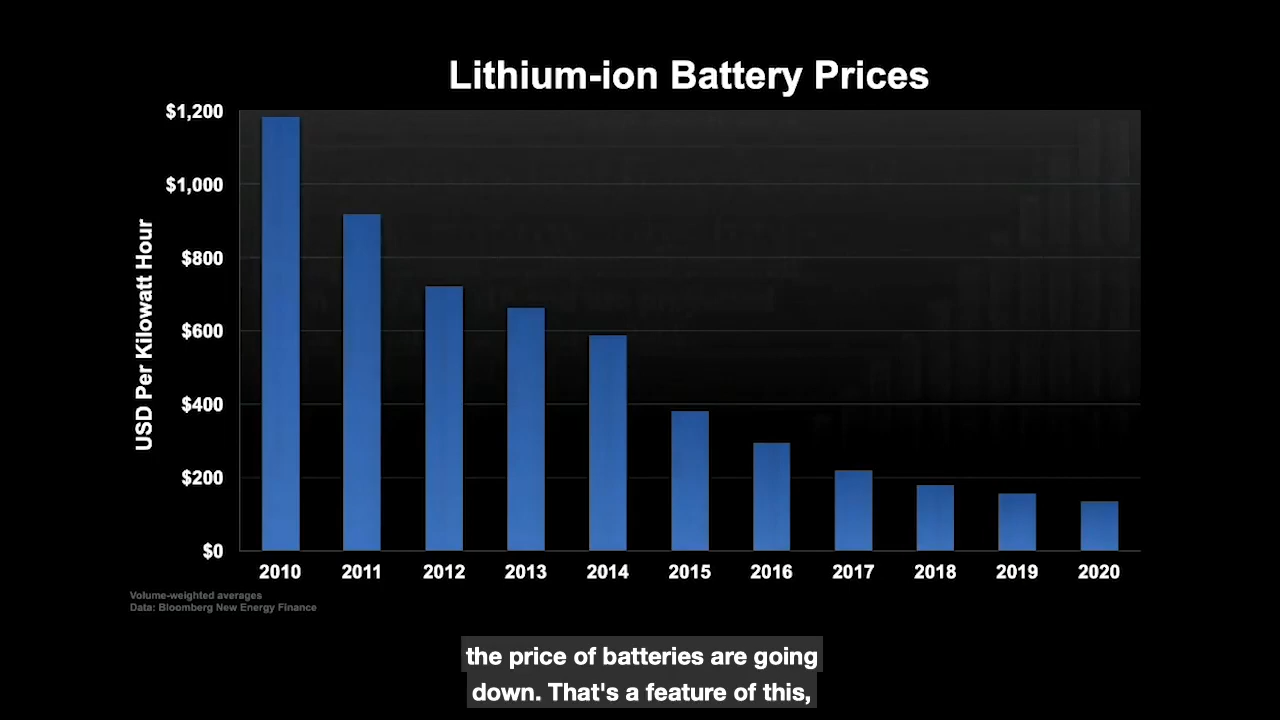 Lithium-ion Battery Prices
$1,200
$1,000
$800
$600
$400
$200
$0
USD Per Kilowatt Hour
2010 2011 2012 2013 2014 2015 2016 2017 2018 2019 2020
Volume-weighted averages
Data: Bloomberg New Energy Finance
the price of batteries are going
down. That's a feature of this,